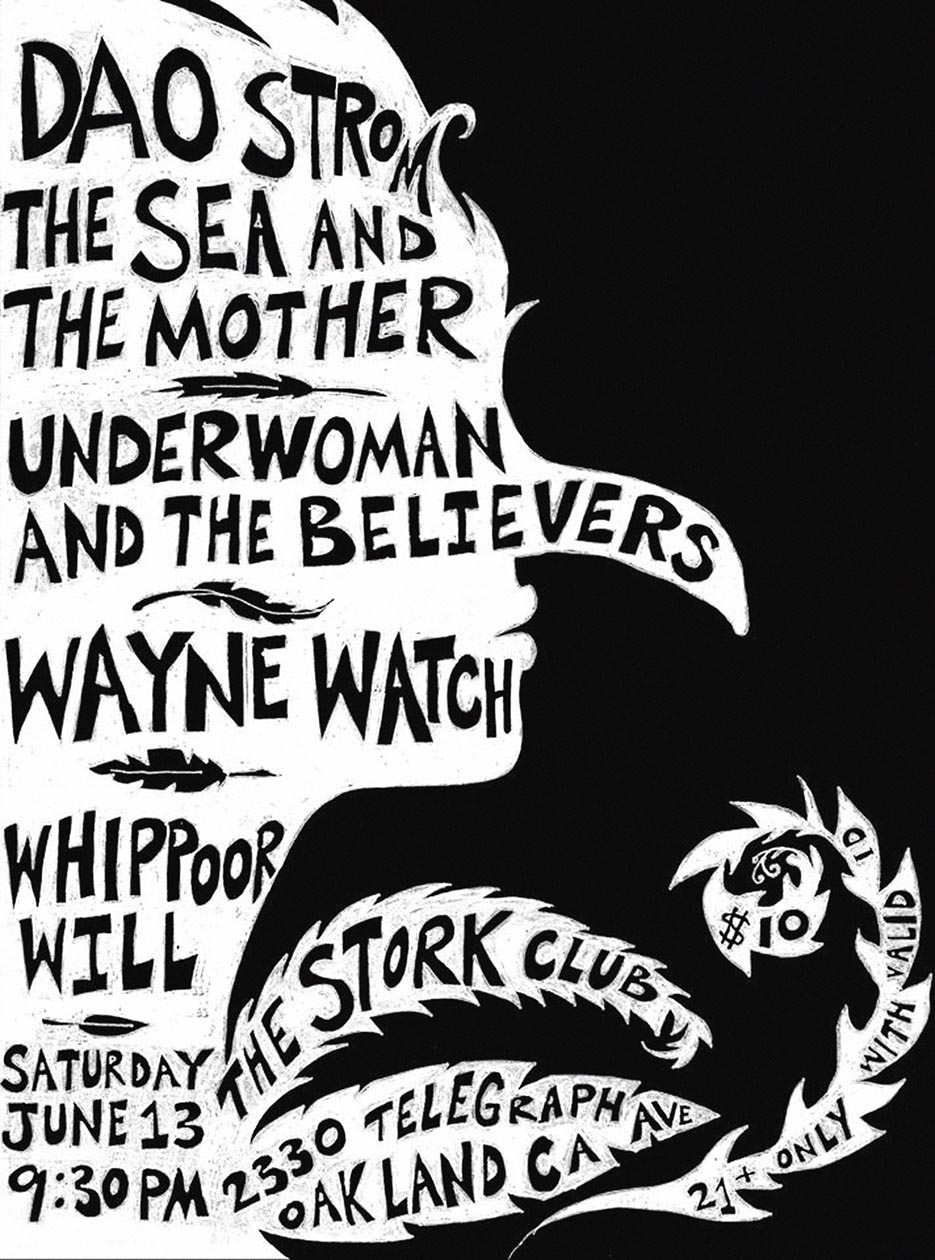 DAO STROM
THE SEA AND
THE MOTHER
UNDERWOMAN
AND THE BELIEVERS
WAYNE WATCH
WHIPPOOR
WILL
SATURDAY
JUNE 13
9:30 PM
THE STORK CLUB
2330 TELEGRAPH AVE
OAKLAND CA
$10
21+ ONLY WITH VALID ID